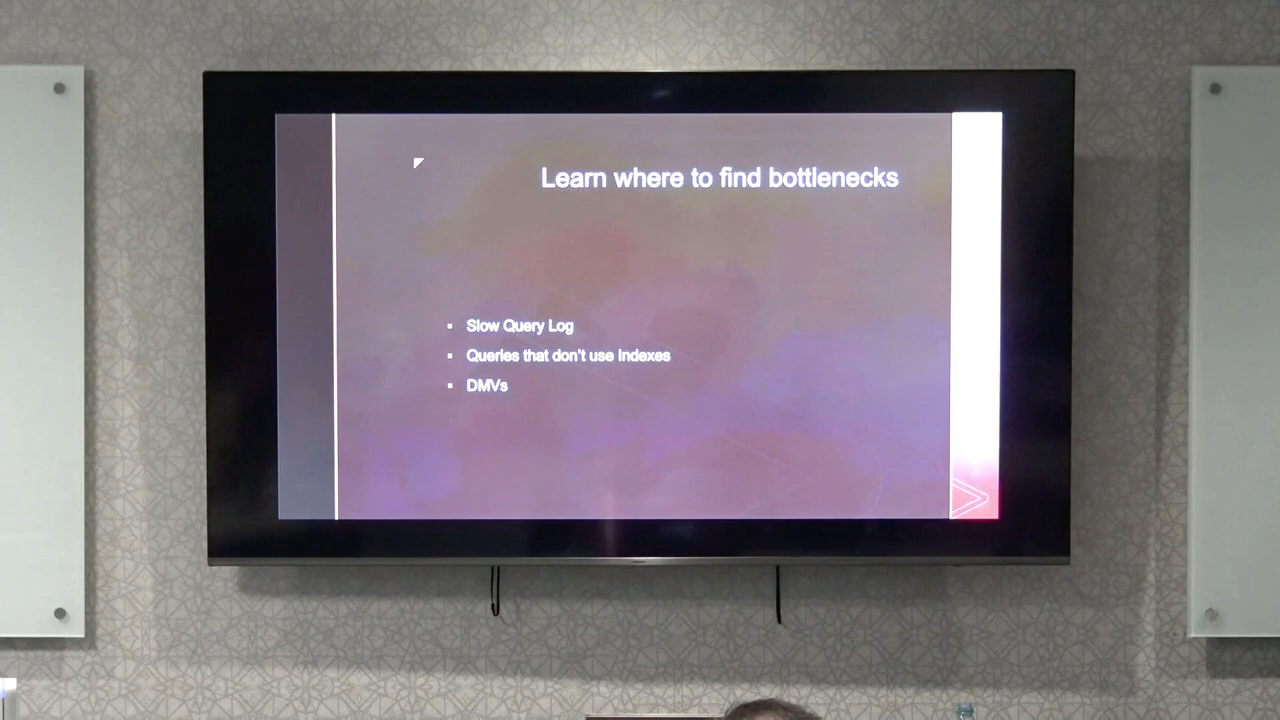 Learn where to find bottlenecks
Slow Query Log
Queries that don't use Indexes
DMVs